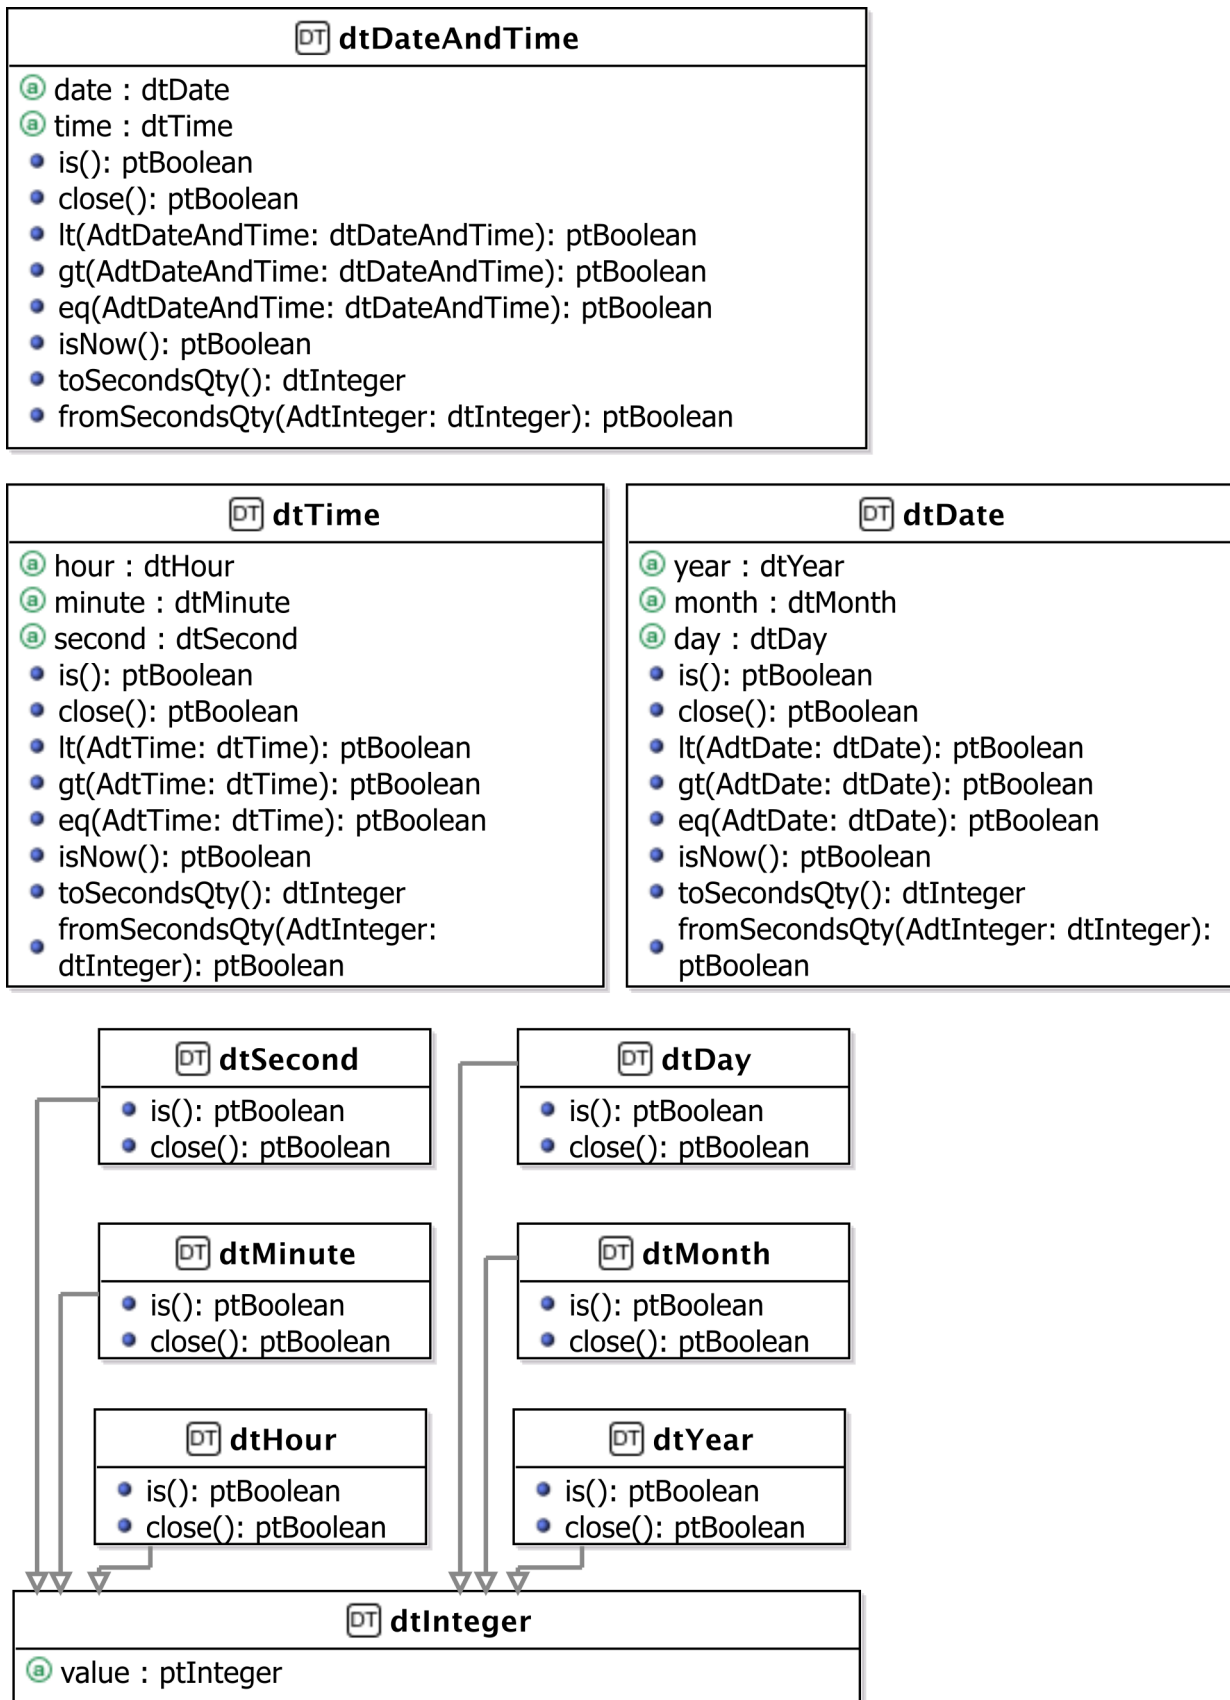 DT dtDateAndTime
a date : dtDate
a time : dtTime
is(): ptBoolean
close(): ptBoolean
lt(AdtDateAndTime: dtDateAndTime): ptBoolean
gt(AdtDateAndTime: dtDateAndTime): ptBoolean
eq(AdtDateAndTime: dtDateAndTime): ptBoolean
isNow(): ptBoolean
toSecondsQty(): dtInteger
fromSecondsQty(AdtInteger: dtInteger): ptBoolean
DT dtTime
a hour : dtHour
a minute : dtMinute
a second : dtSecond
is(): ptBoolean
close(): ptBoolean
lt(AdtTime: dtTime): ptBoolean
gt(AdtTime: dtTime): ptBoolean
eq(AdtTime: dtTime): ptBoolean
isNow(): ptBoolean
toSecondsQty(): dtInteger
fromSecondsQty(AdtInteger:
dtInteger): ptBoolean
DT dtDate
a year : dtYear
a month : dtMonth
a day : dtDay
is(): ptBoolean
close(): ptBoolean
lt(AdtDate: dtDate): ptBoolean
gt(AdtDate: dtDate): ptBoolean
eq(AdtDate: dtDate): ptBoolean
isNow(): ptBoolean
toSecondsQty(): dtInteger
fromSecondsQty(AdtInteger: dtInteger):
ptBoolean
DT dtSecond
is(): ptBoolean
close(): ptBoolean
DT dtDay
is(): ptBoolean
close(): ptBoolean
DT dtMinute
is(): ptBoolean
close(): ptBoolean
DT dtMonth
is(): ptBoolean
close(): ptBoolean
DT dtHour
is(): ptBoolean
close(): ptBoolean
DT dtYear
is(): ptBoolean
close(): ptBoolean
DT dtInteger
a value : ptInteger